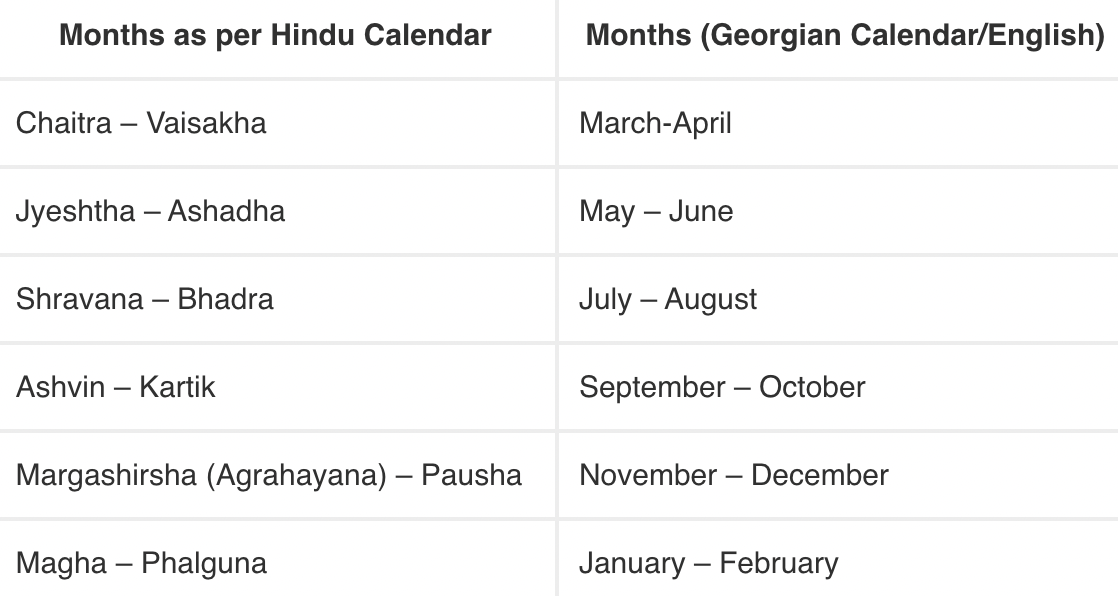 Months as per Hindu Calendar Months (Georgian Calendar/English)
Chaitra – Vaisakha March-April
Jyeshtha – Ashadha May – June
Shravana – Bhadra July – August
Ashvin – Kartik September – October
Margashirsha (Agrahayana) – Pausha November – December
Magha – Phalguna January – February